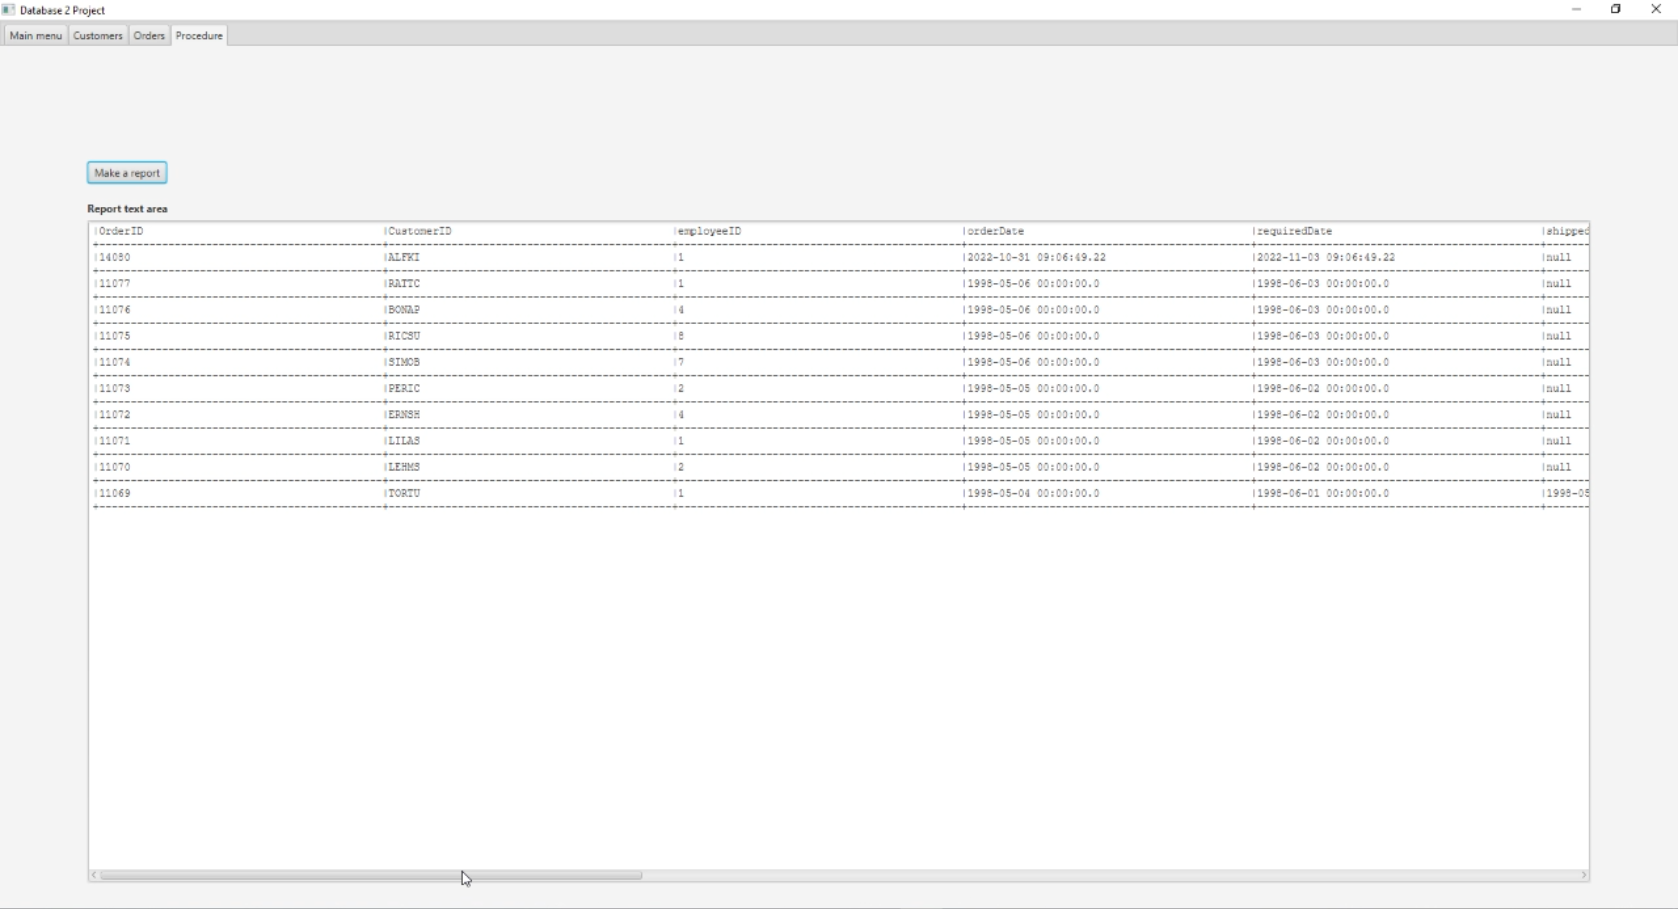 Database 2 Project
Main menu Customers Orders Procedure
Make a report
Report text area
|OrderID |CustomerID |employeeID |orderDate |requiredDate |shipped
|14080 |ALFKI |1 |2022-10-31 09:06:49.22 |2022-11-03 09:06:49.22 |null
|11077 |RATTC |1 |1998-05-06 00:00:00.0 |1998-06-03 00:00:00.0 |null
|11076 |BONAP |4 |1998-05-06 00:00:00.0 |1998-06-03 00:00:00.0 |null
|11075 |RICSU |8 |1998-05-06 00:00:00.0 |1998-06-03 00:00:00.0 |null
|11074 |SIMOB |7 |1998-05-06 00:00:00.0 |1998-06-03 00:00:00.0 |null
|11073 |PERIC |2 |1998-05-05 00:00:00.0 |1998-06-02 00:00:00.0 |null
|11072 |ERNSH |4 |1998-05-05 00:00:00.0 |1998-06-02 00:00:00.0 |null
|11071 |LILAS |1 |1998-05-05 00:00:00.0 |1998-06-02 00:00:00.0 |null
|11070 |LEHMS |2 |1998-05-05 00:00:00.0 |1998-06-02 00:00:00.0 |null
|11069 |TORTU |1 |1998-05-04 00:00:00.0 |1998-06-01 00:00:00.0 |1998-05